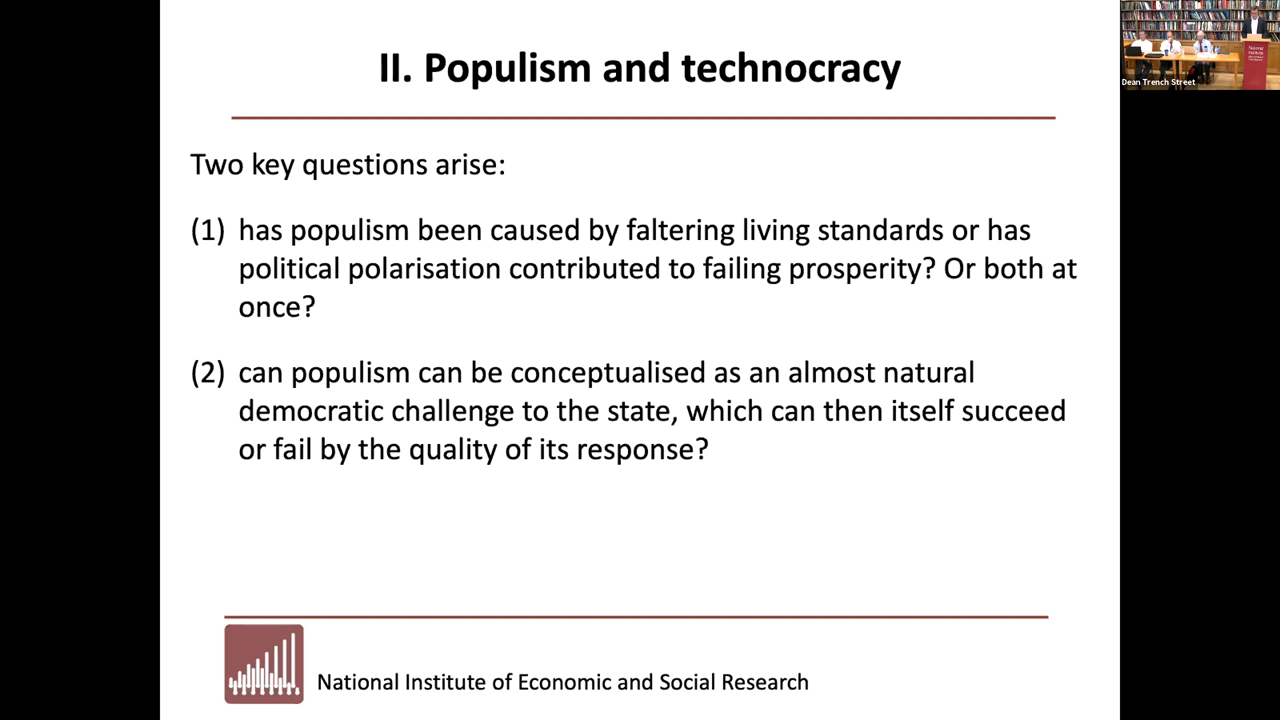 II. Populism and technocracy
Dean Trench Street
Two key questions arise:
(1) has populism been caused by faltering living standards or has
political polarisation contributed to failing prosperity? Or both at
once?
(2) can populism can be conceptualised as an almost natural
democratic challenge to the state, which can then itself succeed
or fail by the quality of its response?
National Institute of Economic and Social Research